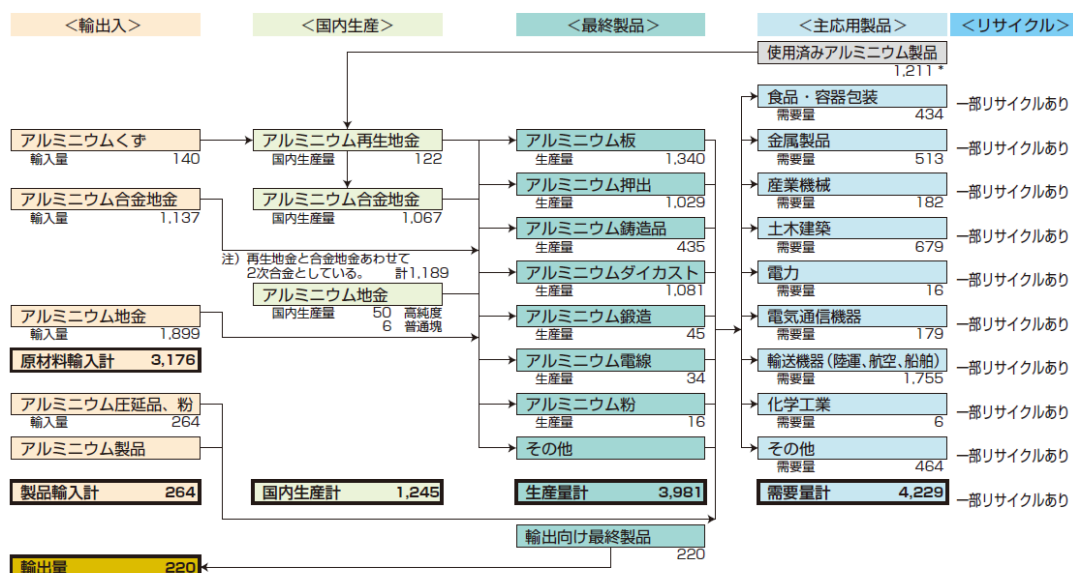 ＜輸出入＞
＜国内生産＞
＜最終製品＞
＜主応用製品＞
＜リサイクル＞
使用済みアルミニウム製品
1,211 *
アルミニウムくず
輸入量 140
アルミニウム合金地金
輸入量 1,137
アルミニウム地金
輸入量 1,899
原材料輸入計 3,176
アルミニウム圧延品、粉
輸入量 264
アルミニウム製品
製品輸入計 264
輸出量 220
アルミニウム再生地金
国内生産量 122
アルミニウム合金地金
国内生産量 1,067
注）再生地金と合金地金あわせて
2次合金としている。 計1,189
アルミニウム地金
国内生産量 50 高純度
6 普通塊
国内生産計 1,245
アルミニウム板
生産量 1,340
アルミニウム押出
生産量 1,029
アルミニウム鋳造品
生産量 435
アルミニウムダイカスト
生産量 1,081
アルミニウム鍛造
生産量 45
アルミニウム電線
生産量 34
アルミニウム粉
生産量 16
その他
生産量計 3,981
輸出向け最終製品
220
食品・容器包装
需要量 434
金属製品
需要量 513
産業機械
需要量 182
土木建築
需要量 679
電力
需要量 16
電気通信機器
需要量 179
輸送機器（陸運、航空、船舶）
需要量 1,755
化学工業
需要量 6
その他
需要量 464
需要量計 4,229
一部リサイクルあり
一部リサイクルあり
一部リサイクルあり
一部リサイクルあり
一部リサイクルあり
一部リサイクルあり
一部リサイクルあり
一部リサイクルあり
一部リサイクルあり
一部リサイクルあり